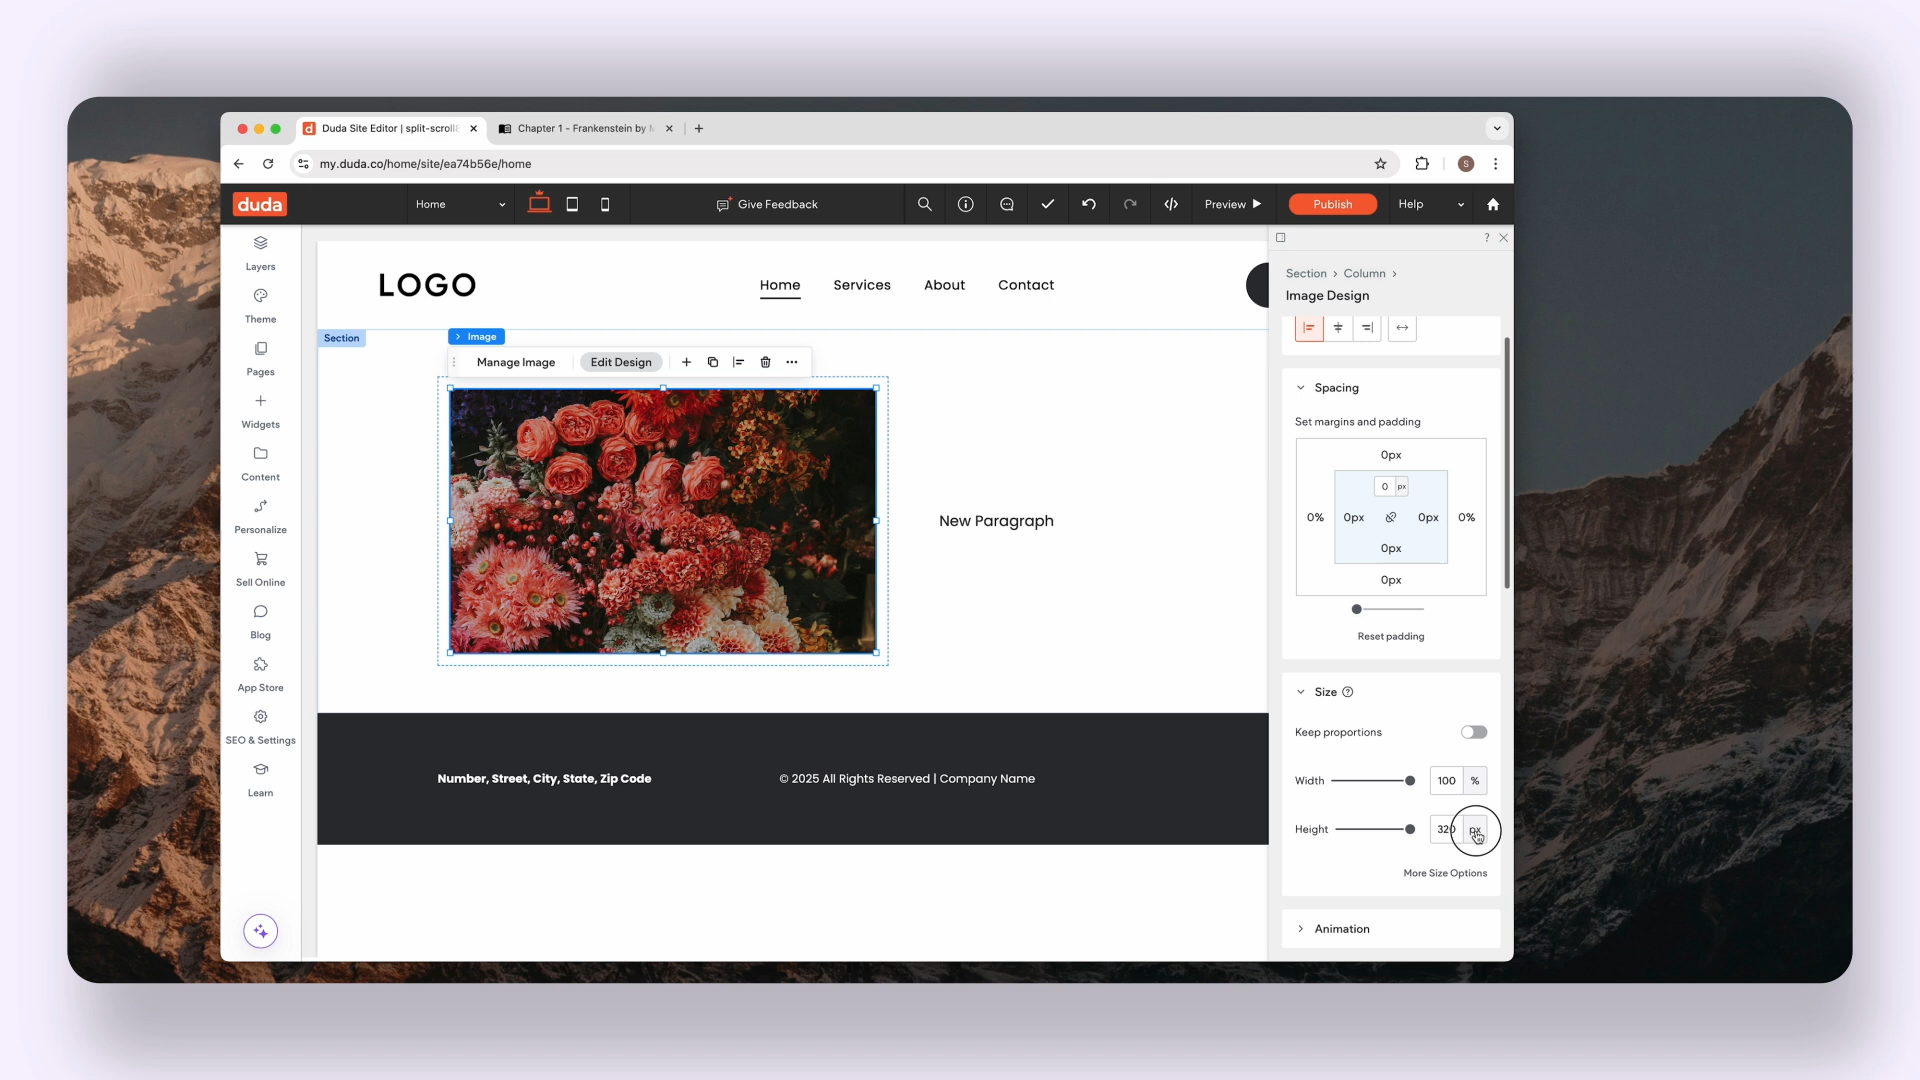 Duda Site Editor | split-scroll
Chapter 1 - Frankenstein by
my.duda.co/home/site/ea74b56e/home
S
duda
Home
Give Feedback
Preview
Publish
Help
Layers
Theme
Pages
Widgets
Content
Personalize
Sell Online
Blog
App Store
SEO & Settings
Learn
LOGO
Home
Services
About
Contact
Section
Image
Manage Image
Edit Design
New Paragraph
Number, Street, City, State, Zip Code
© 2025 All Rights Reserved | Company Name
?
Section > Column >
Image Design
Spacing
Set margins and padding
0px
0 px
0% 0px 0px 0%
0px
0px
Reset padding
Size ?
Keep proportions
Width 100 %
Height 320 px
More Size Options
Animation